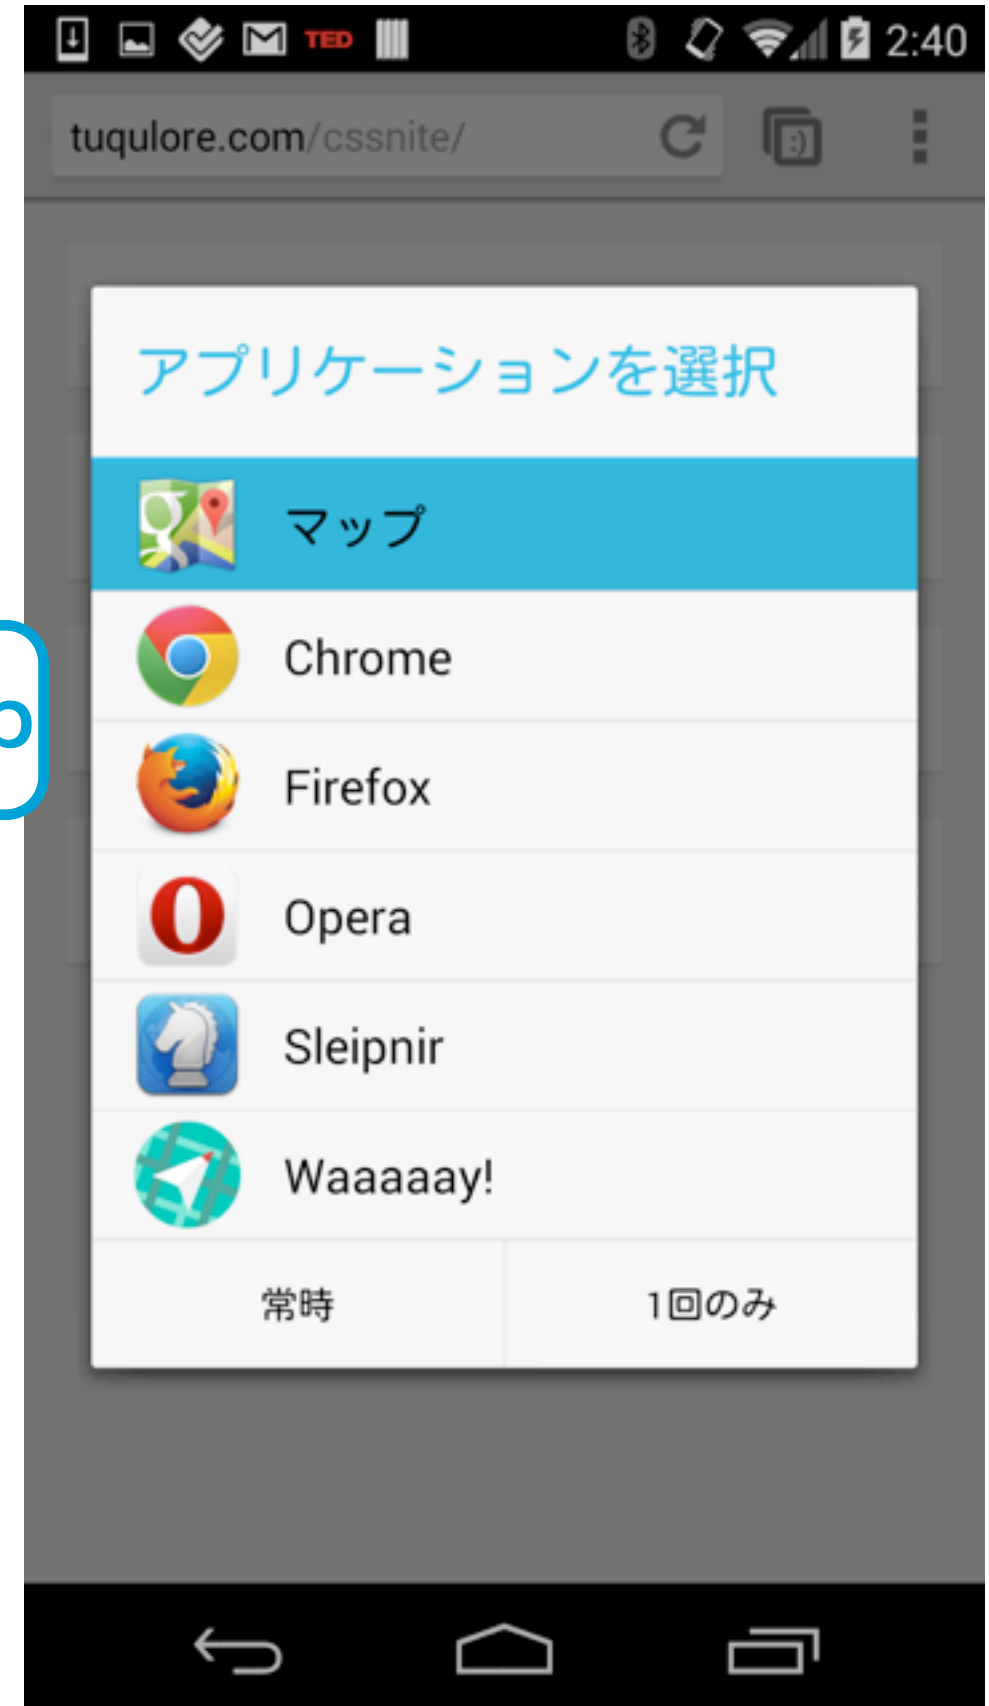 TED 2:40
tuqulore.com/cssnite/
:)
アプリケーションを選択
マップ
Chrome
Firefox
Opera
Sleipnir
Waaaaay!
常時 1回のみ